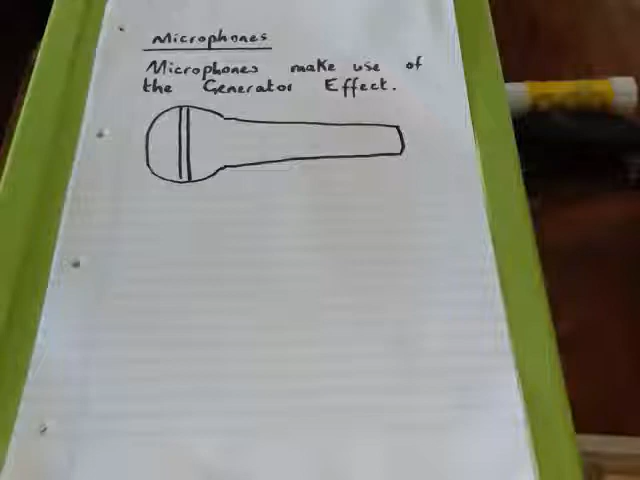 Microphones
Microphones make use of
the Generator Effect.